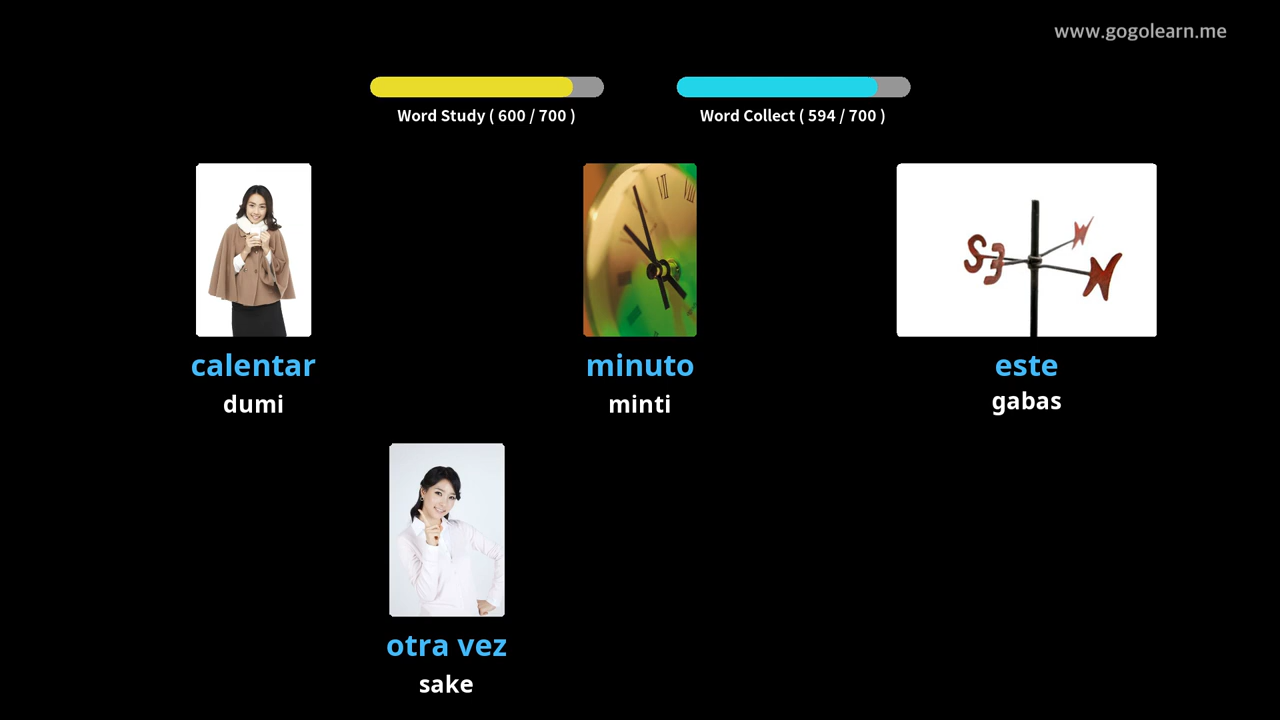 www.gogolearn.me
Word Study ( 600 / 700 )
Word Collect ( 594 / 700 )
calentar
dumi
minuto
minti
este
gabas
otra vez
sake